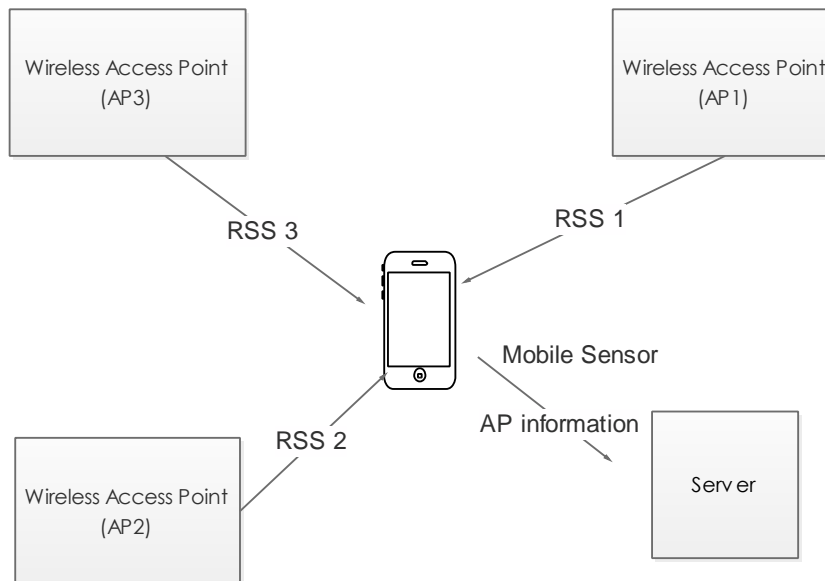 Wireless Access Point
(AP3)
Wireless Access Point
(AP1)
RSS 3
RSS 1
Mobile Sensor
AP information
RSS 2
Wireless Access Point
(AP2)
Server